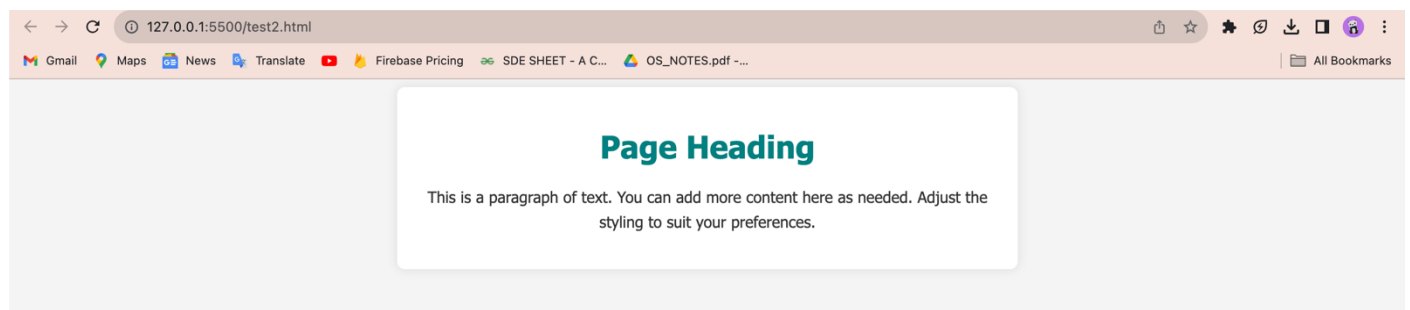 127.0.0.1:5500/test2.html
Gmail Maps News Translate Firebase Pricing SDE SHEET - A C... OS_NOTES.pdf -... All Bookmarks
Page Heading
This is a paragraph of text. You can add more content here as needed. Adjust the
styling to suit your preferences.